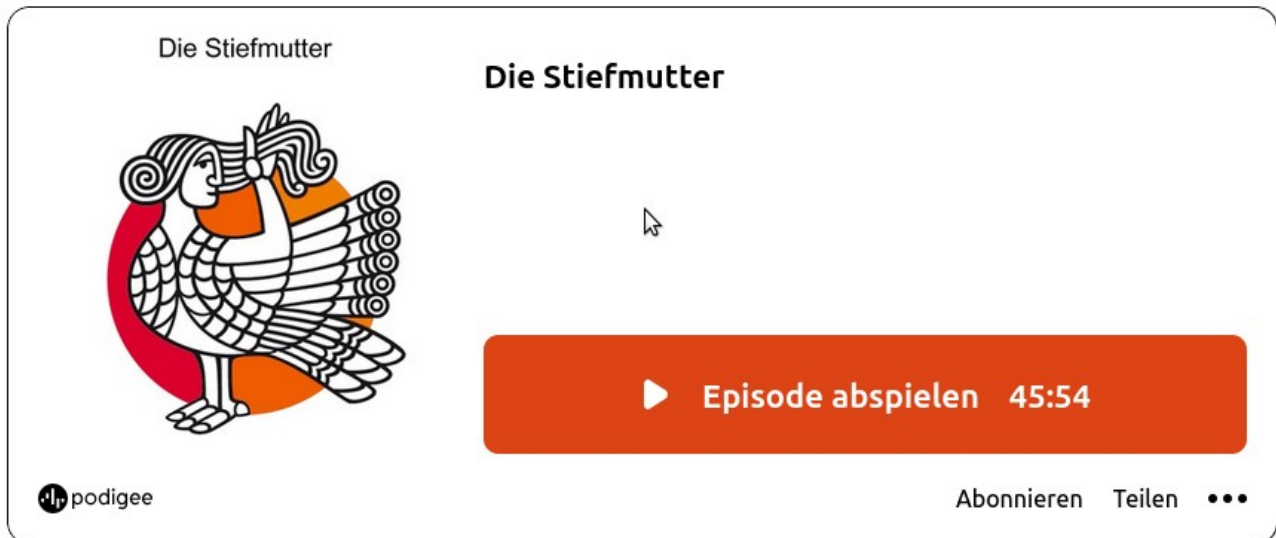 Die Stiefmutter
Die Stiefmutter
Episode abspielen 45:54
podigee
Abonnieren Teilen